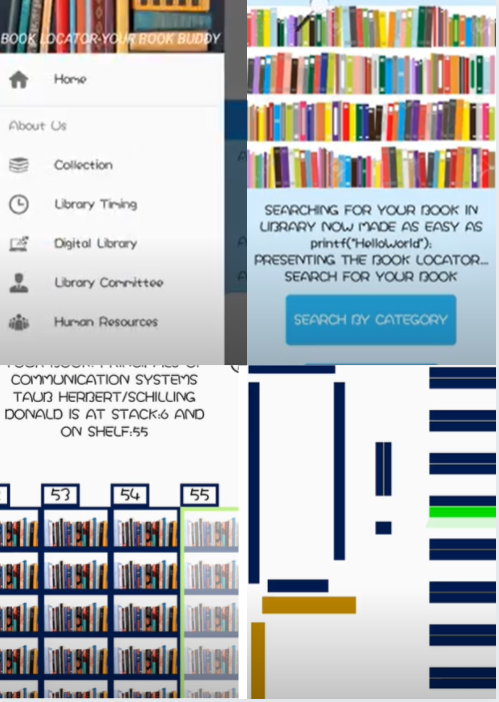 BOOK LOCATOR-YOUR BOOK BUDDY
Home
About Us
Collection
Library Timing
Digital Library
Library Committee
Human Resources
SEARCHING FOR YOUR BOOK IN
LIBRARY NOW MADE AS EASY AS
printf("HelloWorld");
PRESENTING THE BOOK LOCATOR...
SEARCH FOR YOUR BOOK
SEARCH BY CATEGORY
COMMUNICATION SYSTEMS
TAUB HERBERT/SCHILLING
DONALD IS AT STACK:6 AND
ON SHELF:55
53
54
55